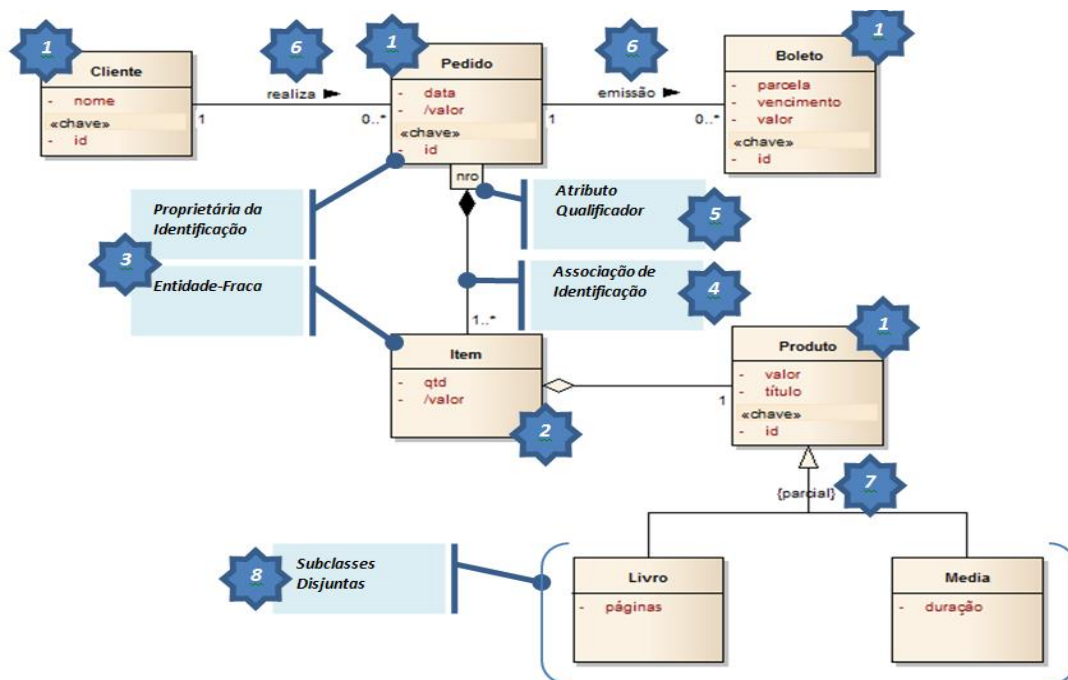 1
6
1
6
1
Cliente
- nome
«chave»
- id
realiza
1
0..*
Pedido
- data
- /valor
«chave»
- id
nro
emissão
1
0..*
Boleto
- parcela
- vencimento
- valor
«chave»
- id
Proprietária da
Identificação
3
Entidade-Fraca
Atributo
Qualificador
5
Associação de
Identificação
4
1..*
Item
- qtd
- /valor
2
1
1
Produto
- valor
- título
«chave»
- id
{parcial}
7
8
Subclasses
Disjuntas
Livro
- páginas
Media
- duração